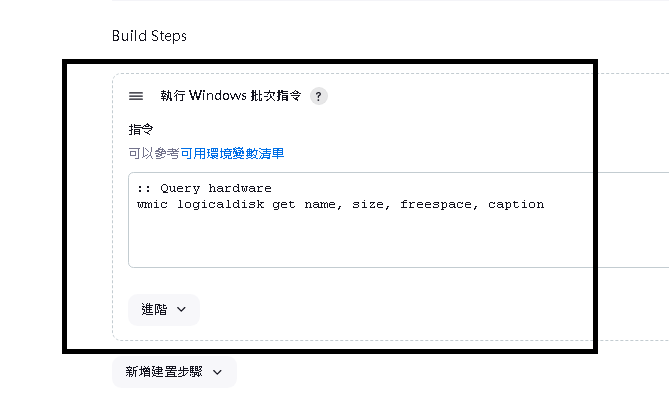 Build Steps
執行 Windows 批次指令 ?
指令
可以參考可用環境變數清單
:: Query hardware
wmic logicaldisk get name, size, freespace, caption
進階
新增建置步驟